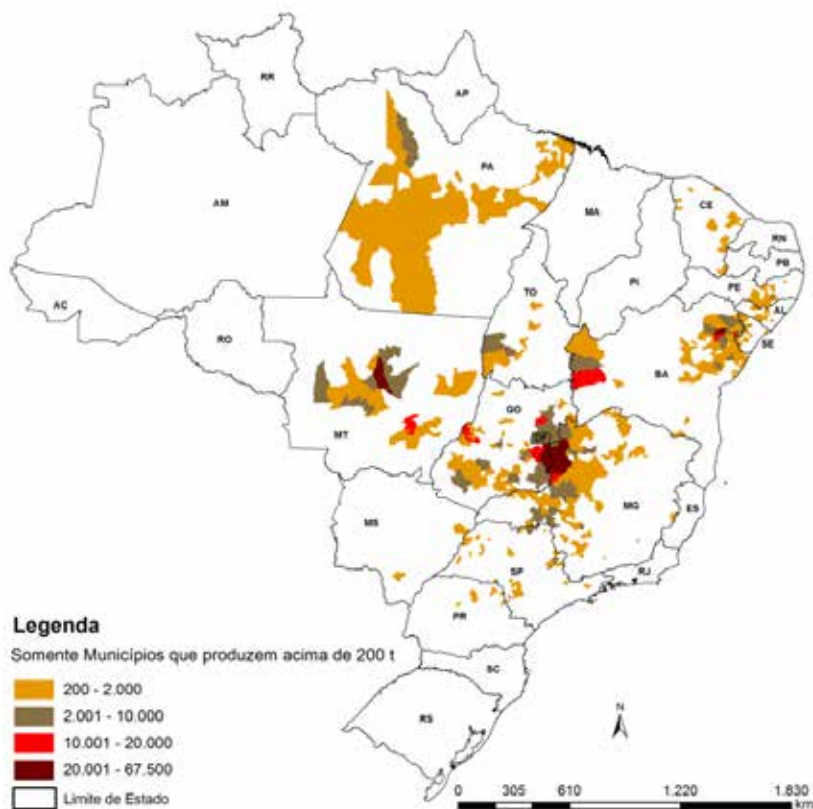 RR
AP
AM
PA
MA
CE
RN
PB
PI
PE
AL
SE
AC
TO
RO
BA
MT
GO
DF
MG
ES
MS
SP
RJ
PR
SC
RS
Legenda
Somente Municípios que produzem acima de 200 t
200 - 2.000
2.001 - 10.000
10.001 - 20.000
20.001 - 67.500
Limite de Estado
N
0 305 610 1.220 1.830
km